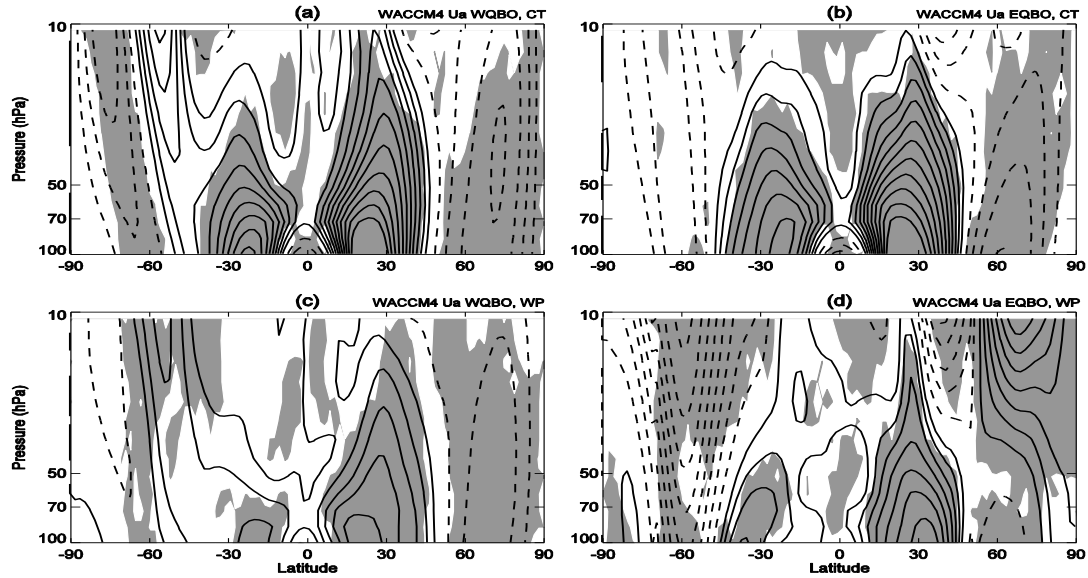 (a) WACCM4 Ua WQBO, CT
(b) WACCM4 Ua EQBO, CT
Pressure (hPa)
10
50
70
100
-90 -60 -30 0 30 60 90
10
50
70
100
-90 -60 -30 0 30 60 90
(c) WACCM4 Ua WQBO, WP
(d) WACCM4 Ua EQBO, WP
Pressure (hPa)
10
50
70
100
-90 -60 -30 0 30 60 90
Latitude
10
50
70
100
-90 -60 -30 0 30 60 90
Latitude